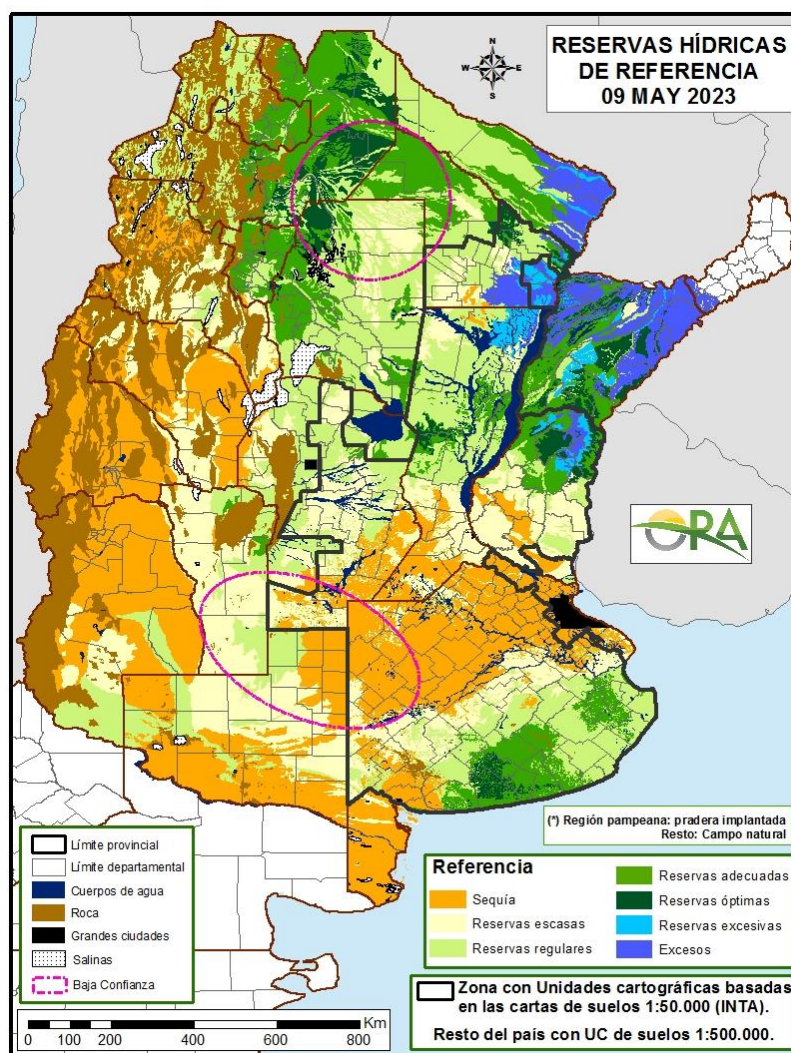 RESERVAS HÍDRICAS
DE REFERENCIA
09 MAY 2023
N
W
E
S
ORA
(*) Región pampeana: pradera implantada
Resto: Campo natural
Límite provincial
Límite departamental
Cuerpos de agua
Roca
Grandes ciudades
Salinas
Baja Confianza
Referencia
Sequía
Reservas escasas
Reservas regulares
Reservas adecuadas
Reservas óptimas
Reservas excesivas
Excesos
Zona con Unidades cartográficas basadas
en las cartas de suelos 1:50.000 (INTA).
Resto del país con UC de suelos 1:500.000.
Km
0 100 200 400 600 800